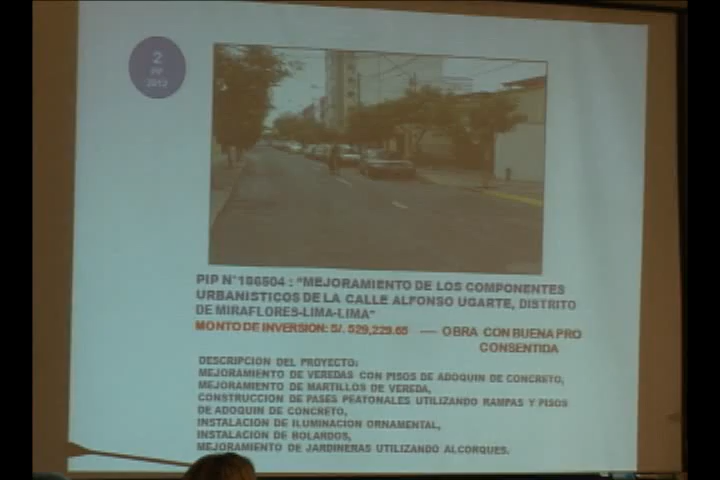 2
PP
2012
PIP N°186504 : "MEJORAMIENTO DE LOS COMPONENTES
URBANISTICOS DE LA CALLE ALFONSO UGARTE, DISTRITO
DE MIRAFLORES-LIMA-LIMA"
MONTO DE INVERSIÓN: S/. 529,229.65 ---- OBRA CON BUENA PRO
CONSENTIDA
DESCRIPCION DEL PROYECTO:
MEJORAMIENTO DE VEREDAS CON PISOS DE ADOQUIN DE CONCRETO,
MEJORAMIENTO DE MARTILLOS DE VEREDA,
CONSTRUCCION DE PASES PEATONALES UTILIZANDO RAMPAS Y PISOS
DE ADOQUIN DE CONCRETO,
INSTALACION DE ILUMINACION ORNAMENTAL,
INSTALACION DE BOLARDOS,
MEJORAMIENTO DE JARDINERAS UTILIZANDO ALCORQUES.